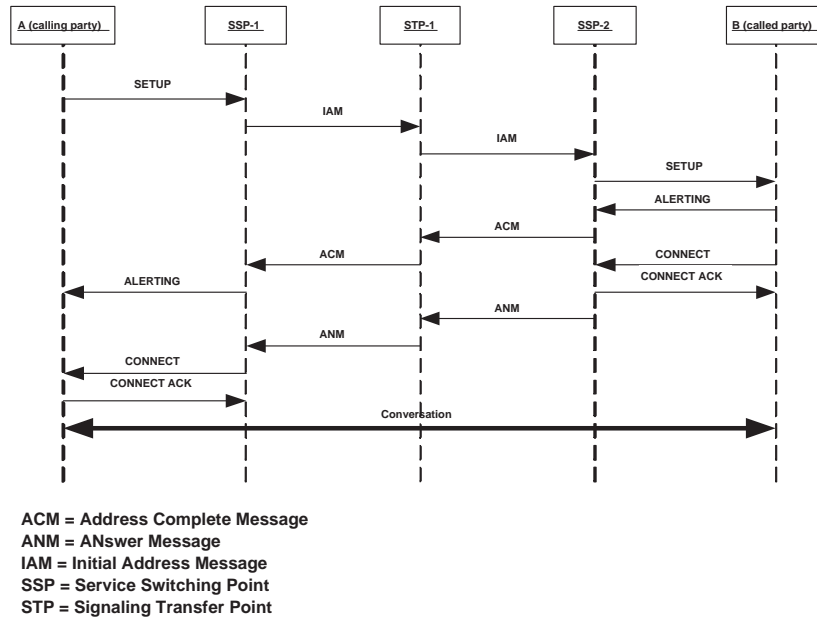 A (calling party) SSP-1 STP-1 SSP-2 B (called party)
SETUP
IAM
IAM
SETUP
ALERTING
ACM
ACM CONNECT
ALERTING CONNECT ACK
ANM
ANM
CONNECT
CONNECT ACK
Conversation
ACM = Address Complete Message
ANM = ANswer Message
IAM = Initial Address Message
SSP = Service Switching Point
STP = Signaling Transfer Point